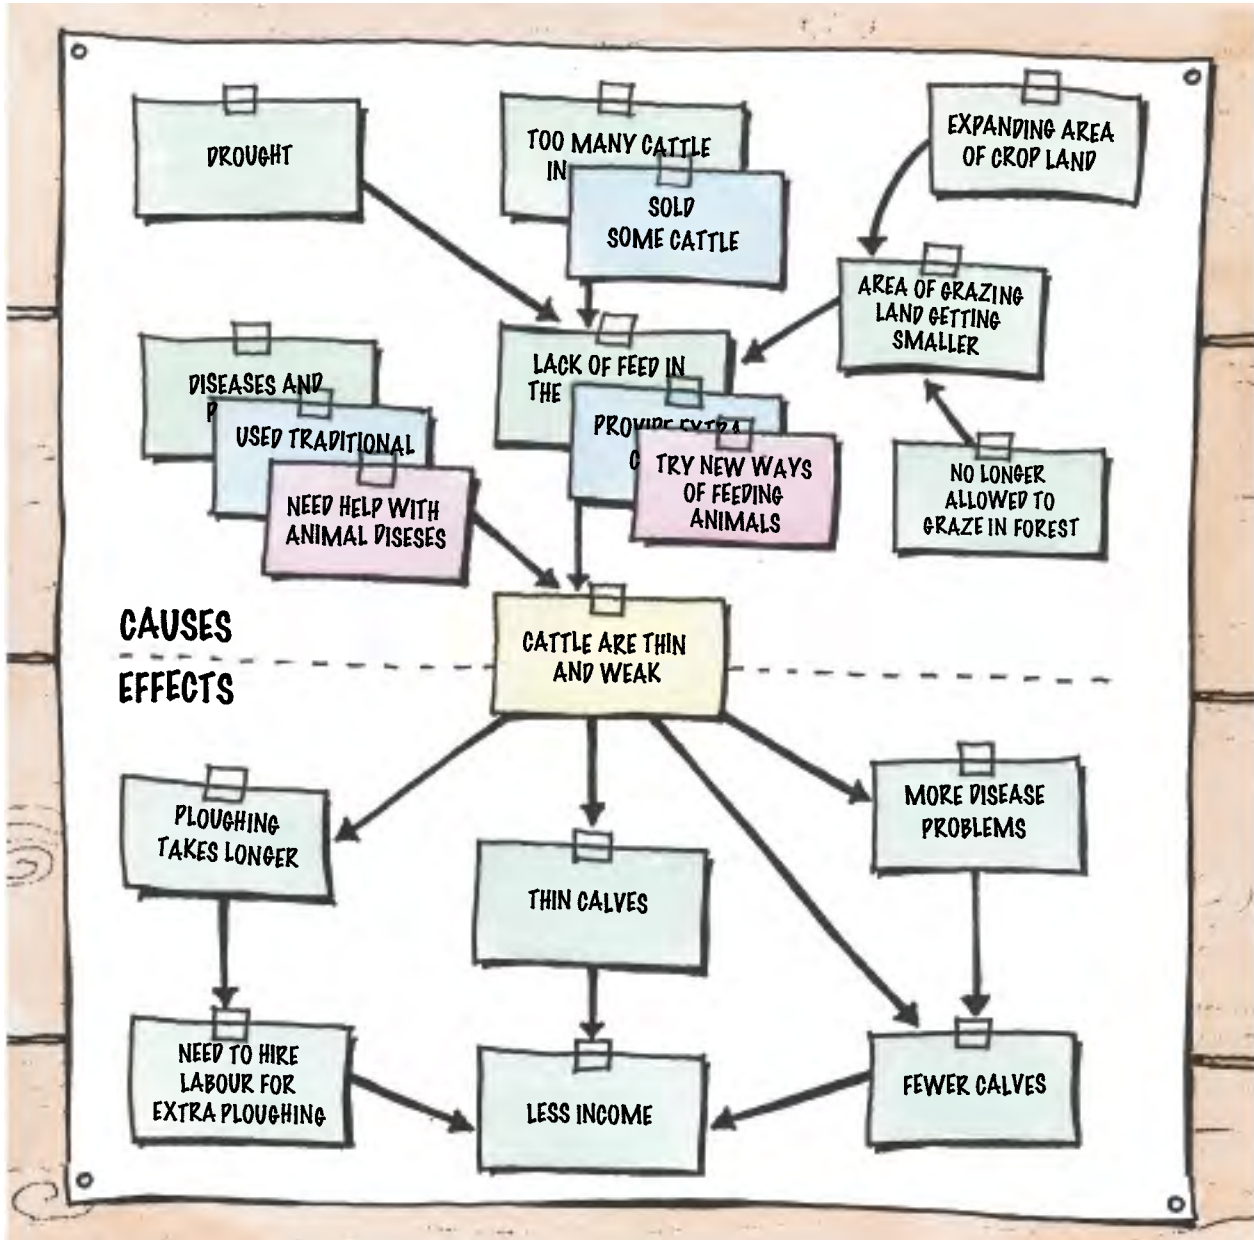 DROUGHT
TOO MANY CATTLE
IN
SOLD
SOME CATTLE
EXPANDING AREA
OF CROP LAND
AREA OF GRAZING
LAND GETTING
SMALLER
DISEASES AND
USED TRADITIONAL
NEED HELP WITH
ANIMAL DISESES
LACK OF FEED IN
THE
PROVIDE EXTRA
TRY NEW WAYS
OF FEEDING
ANIMALS
NO LONGER
ALLOWED TO
GRAZE IN FOREST
CAUSES
EFFECTS
CATTLE ARE THIN
AND WEAK
PLOUGHING
TAKES LONGER
THIN CALVES
MORE DISEASE
PROBLEMS
NEED TO HIRE
LABOUR FOR
EXTRA PLOUGHING
LESS INCOME
FEWER CALVES